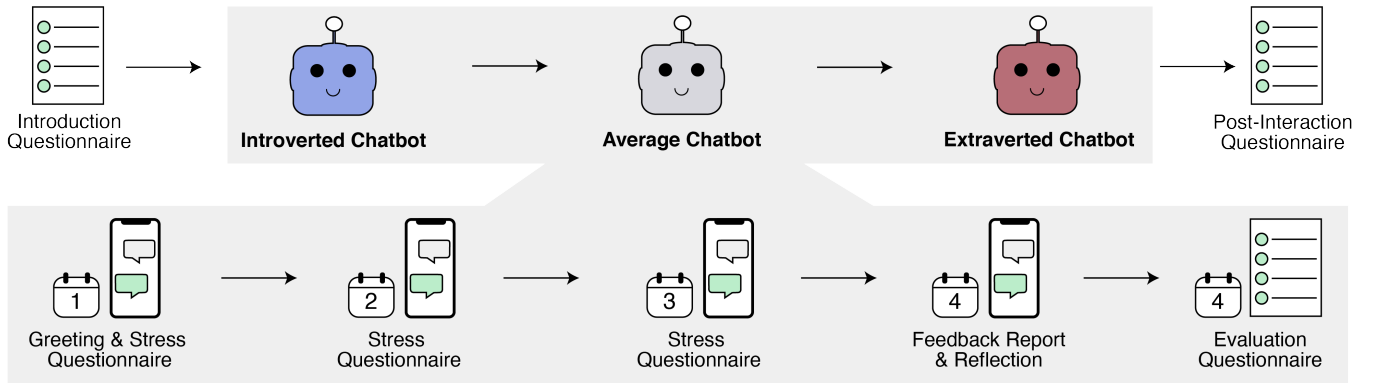 Introduction
Questionnaire
Introverted Chatbot
Average Chatbot
Extraverted Chatbot
Post-Interaction
Questionnaire
1
Greeting & Stress
Questionnaire
2
Stress
Questionnaire
3
Stress
Questionnaire
4
Feedback Report
& Reflection
4
Evaluation
Questionnaire